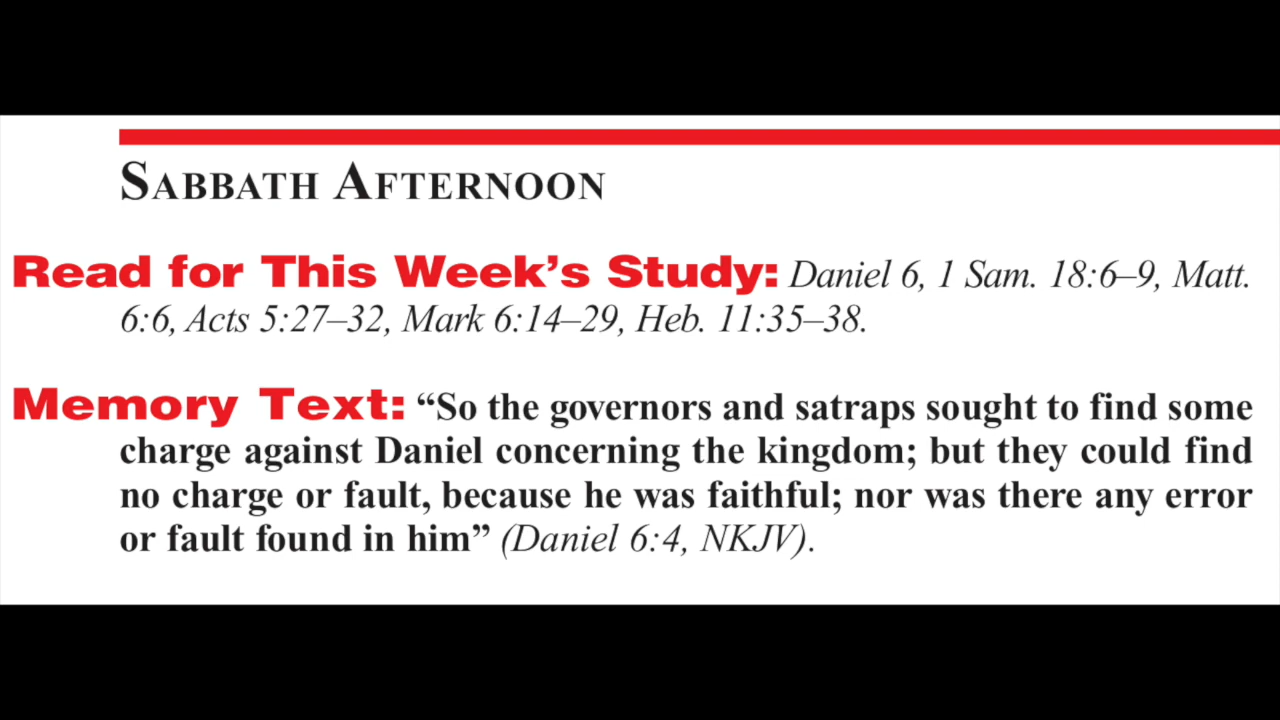 SABBATH AFTERNOON
Read for This Week's Study: Daniel 6, 1 Sam. 18:6–9, Matt.
6:6, Acts 5:27–32, Mark 6:14–29, Heb. 11:35–38.
Memory Text: “So the governors and satraps sought to find some
charge against Daniel concerning the kingdom; but they could find
no charge or fault, because he was faithful; nor was there any error
or fault found in him” (Daniel 6:4, NKJV).